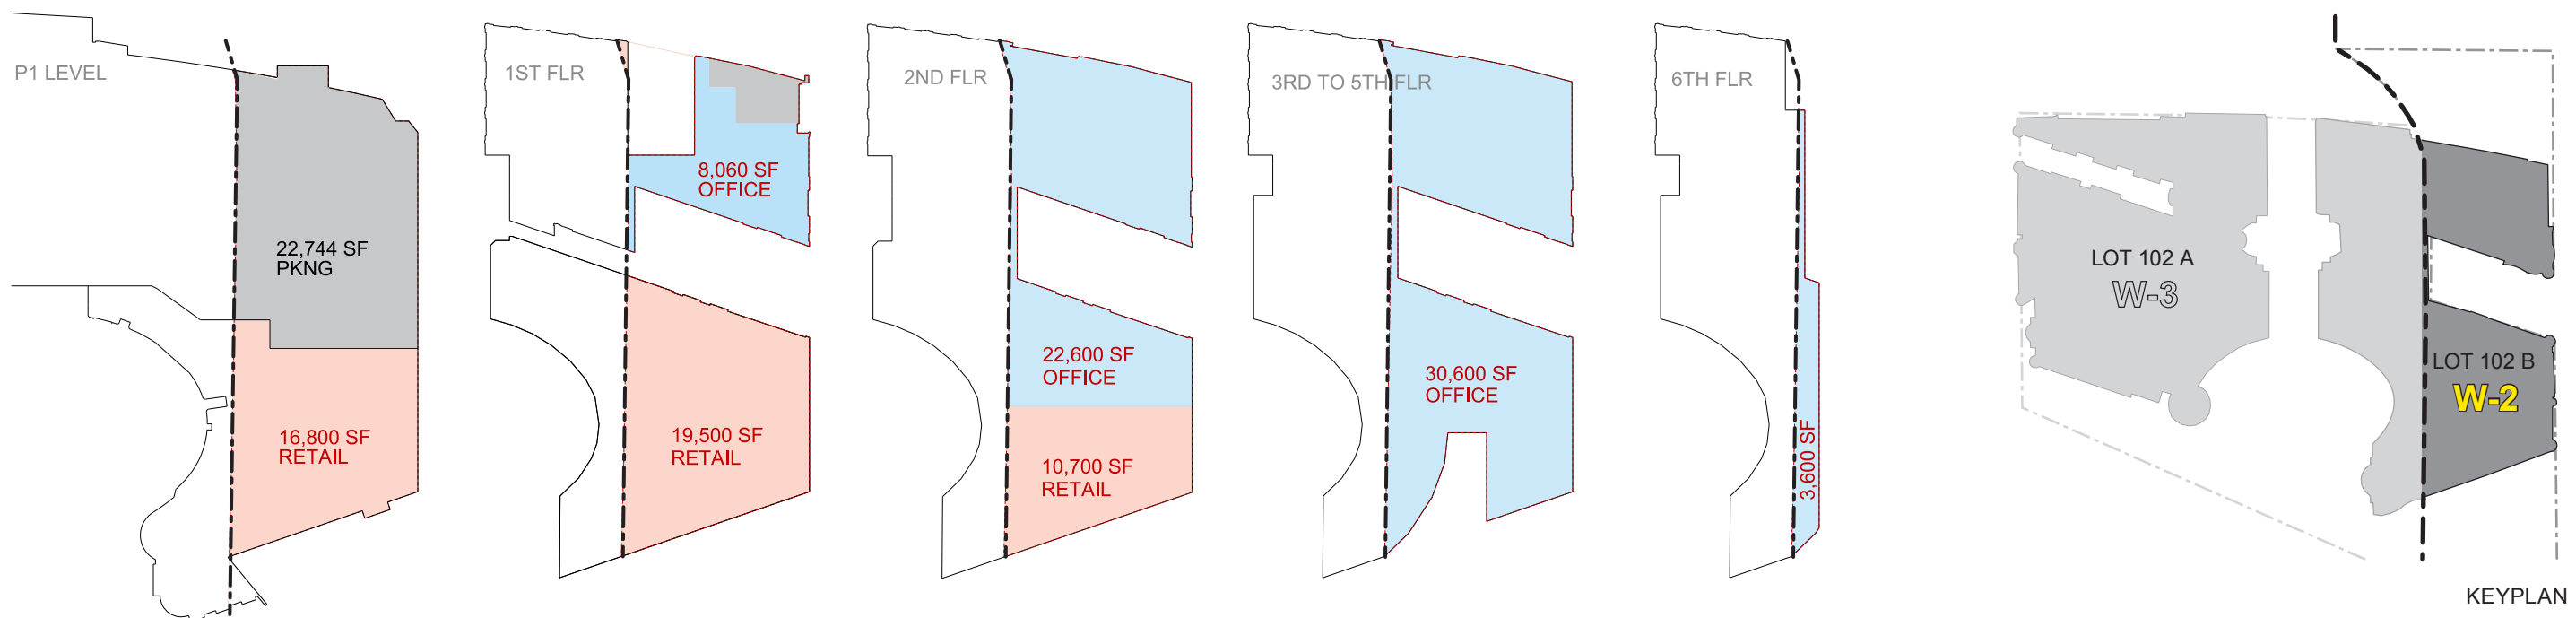 P1 LEVEL
22,744 SF
PKNG
16,800 SF
RETAIL
1ST FLR
8,060 SF
OFFICE
19,500 SF
RETAIL
2ND FLR
22,600 SF
OFFICE
10,700 SF
RETAIL
3RD TO 5TH FLR
30,600 SF
OFFICE
6TH FLR
3,600 SF
LOT 102 A
W-3
LOT 102 B
W-2
KEYPLAN